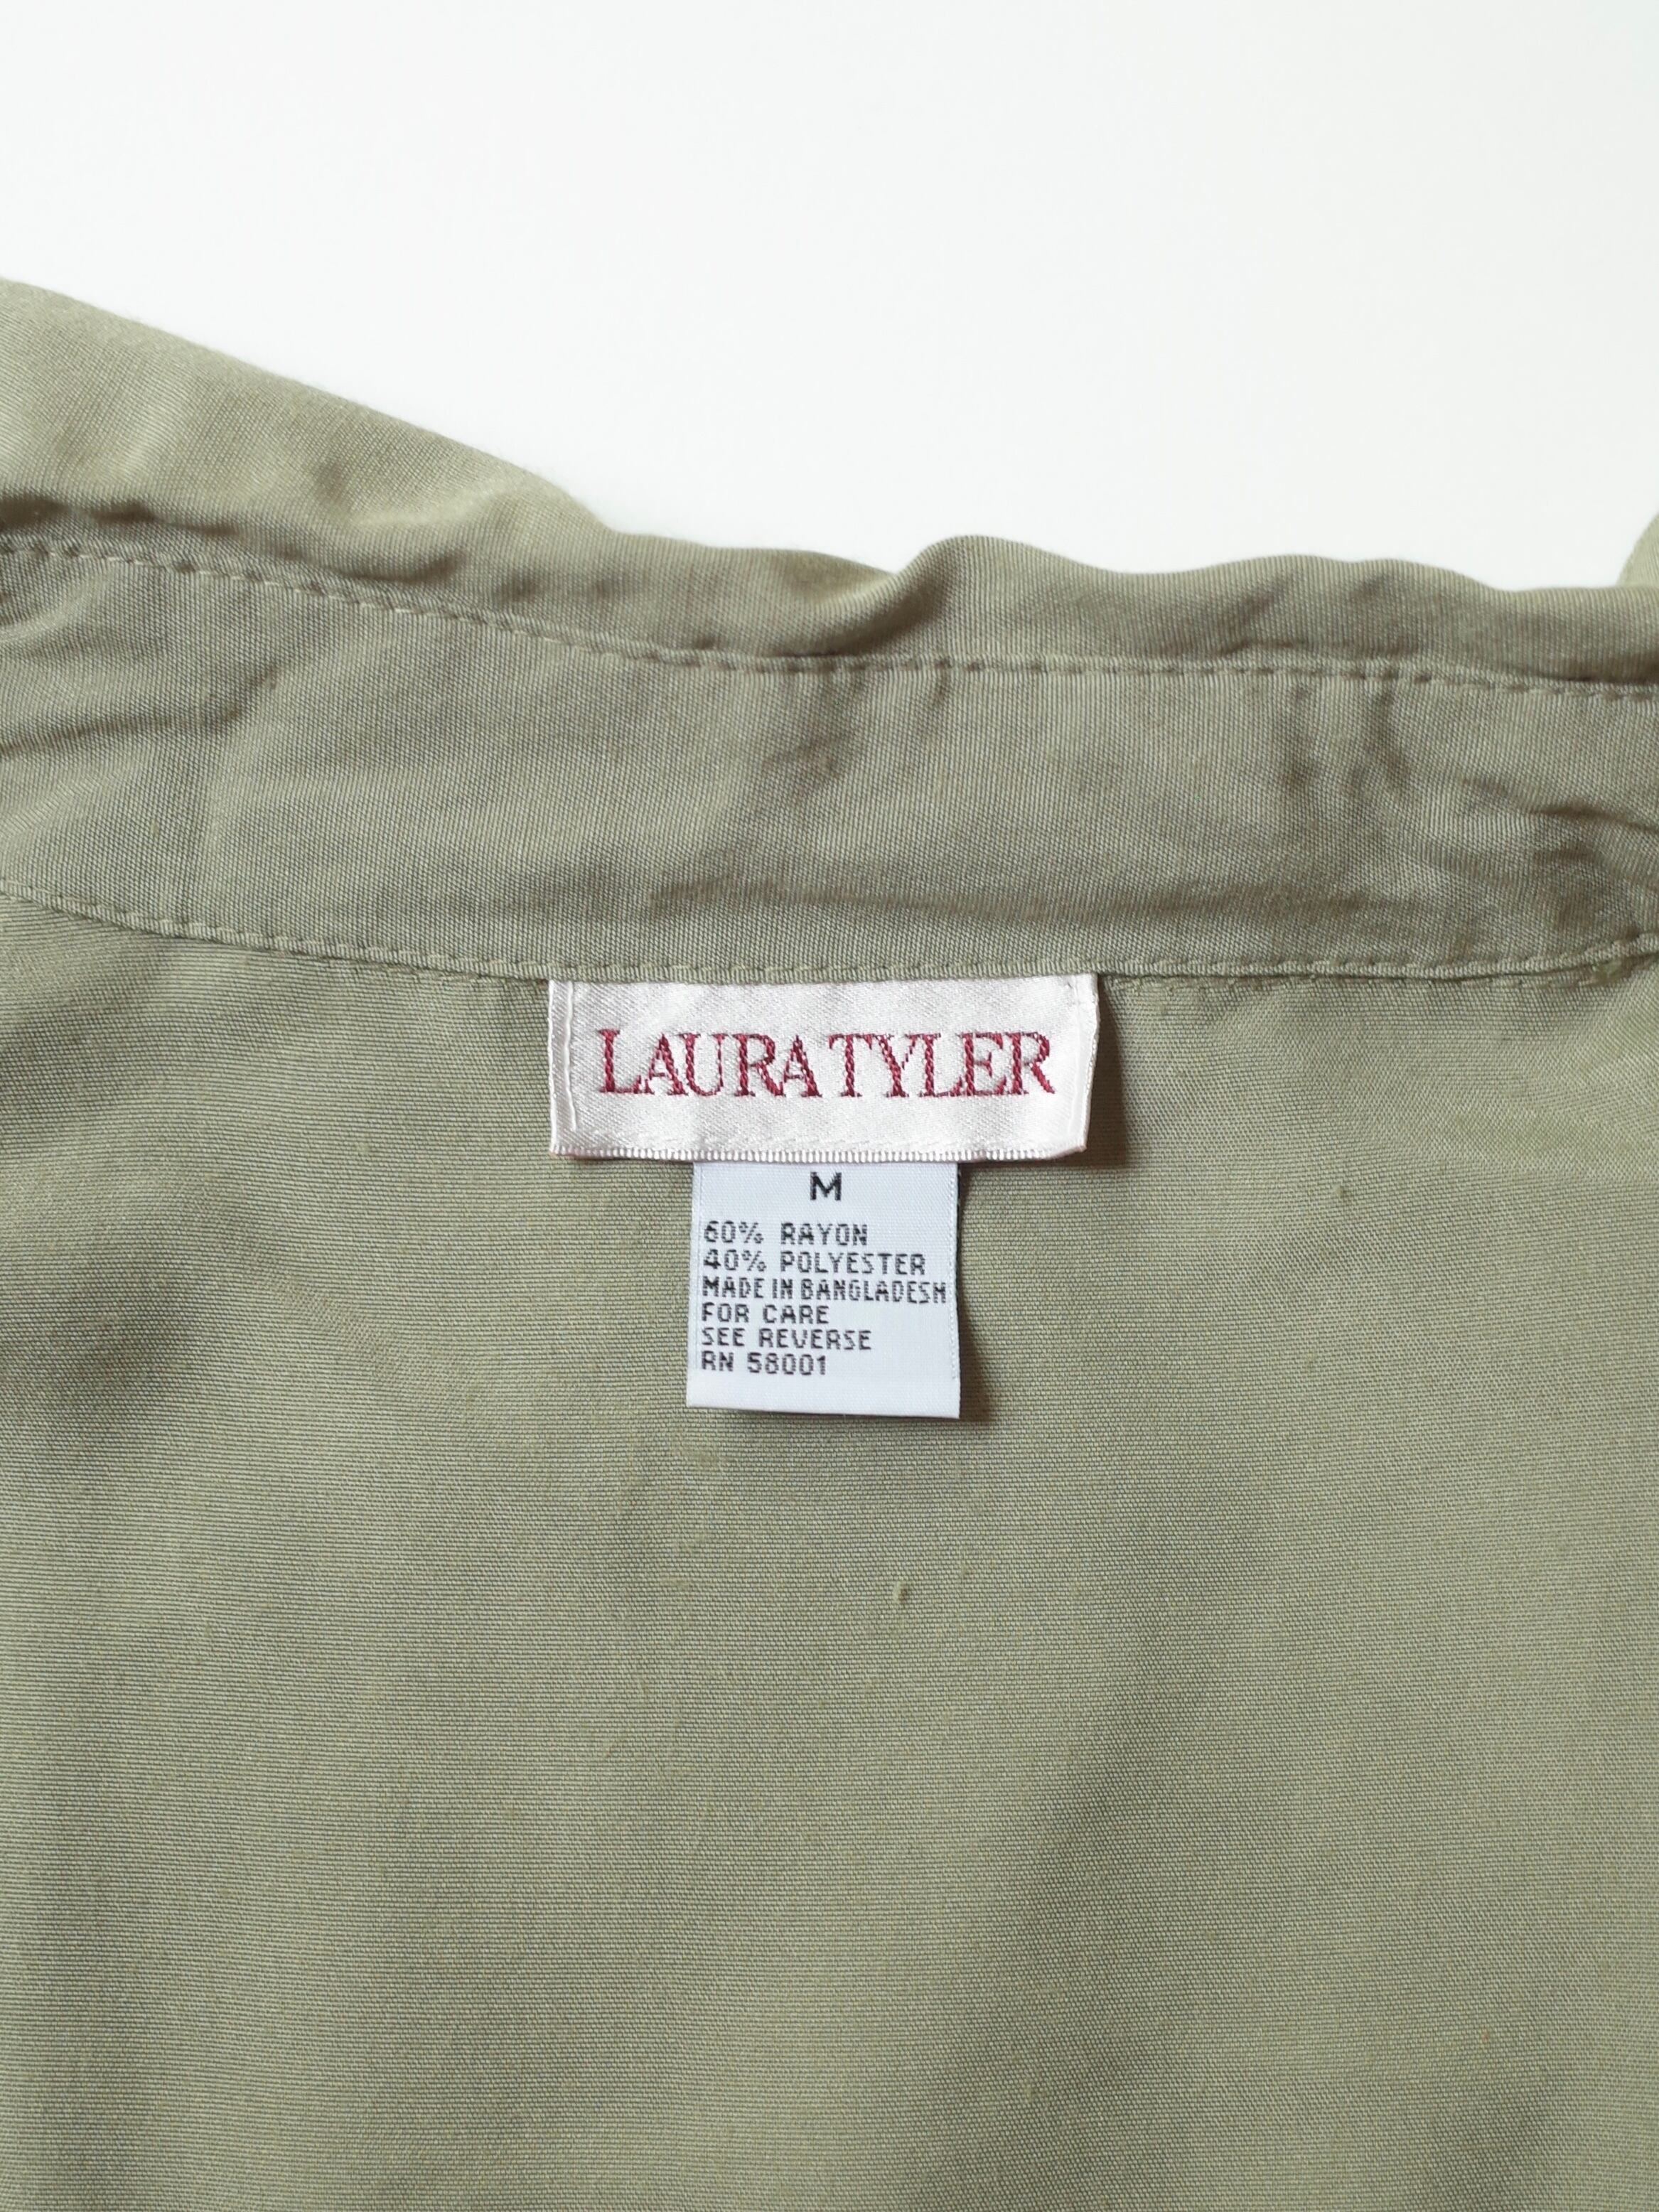 LAURA TYLER
M
60% RAYON
40% POLYESTER
MADE IN BANGLADESH
FOR CARE
SEE REVERSE
RN 58001